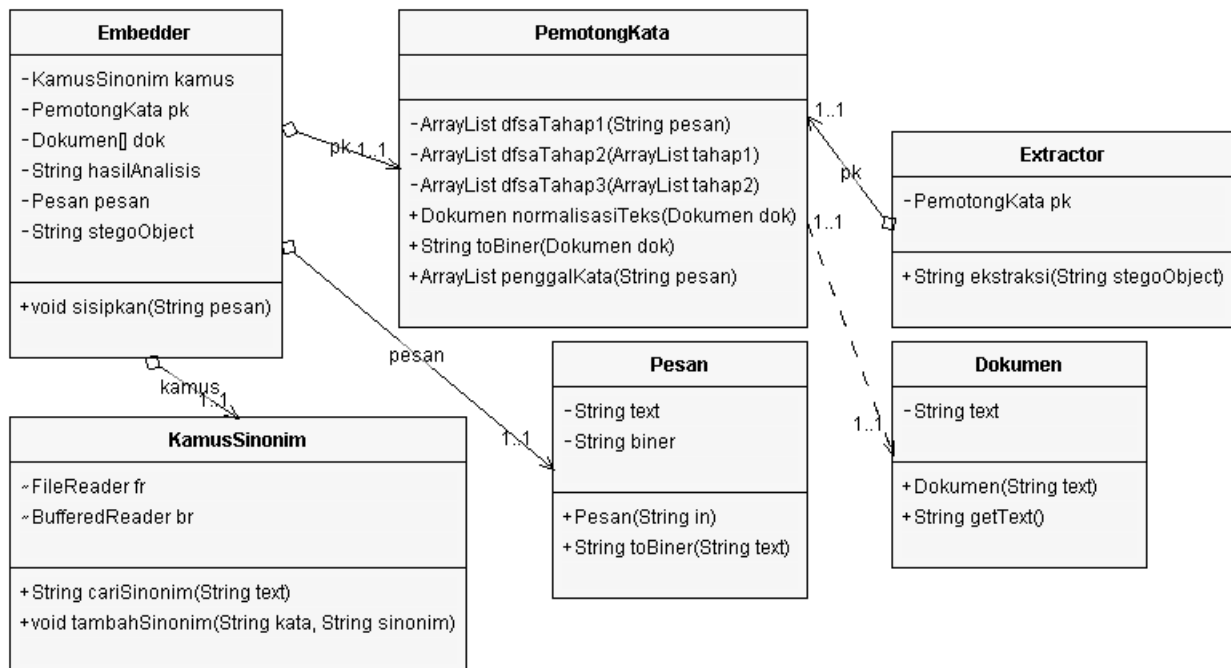 Embedder
-KamusSinonim kamus
-PemotongKata pk
-Dokumen[] dok
-String hasilAnalisis
-Pesan pesan
-String stegoObject
+void sisipkan(String pesan)
pk
1..1
PemotongKata
-ArrayList dfsaTahap1(String pesan)
-ArrayList dfsaTahap2(ArrayList tahap1)
-ArrayList dfsaTahap3(ArrayList tahap2)
+Dokumen normalisasiTeks(Dokumen dok)
+String toBiner(Dokumen dok)
+ArrayList penggalKata(String pesan)
1..1
pk
1..1
Extractor
-PemotongKata pk
+String ekstraksi(String stegoObject)
pesan
1..1
kamus
1..1
1..1
KamusSinonim
~FileReader fr
~BufferedReader br
+String cariSinonim(String text)
+void tambahSinonim(String kata, String sinonim)
Pesan
-String text
-String biner
+Pesan(String in)
+String toBiner(String text)
Dokumen
-String text
+Dokumen(String text)
+String getText()